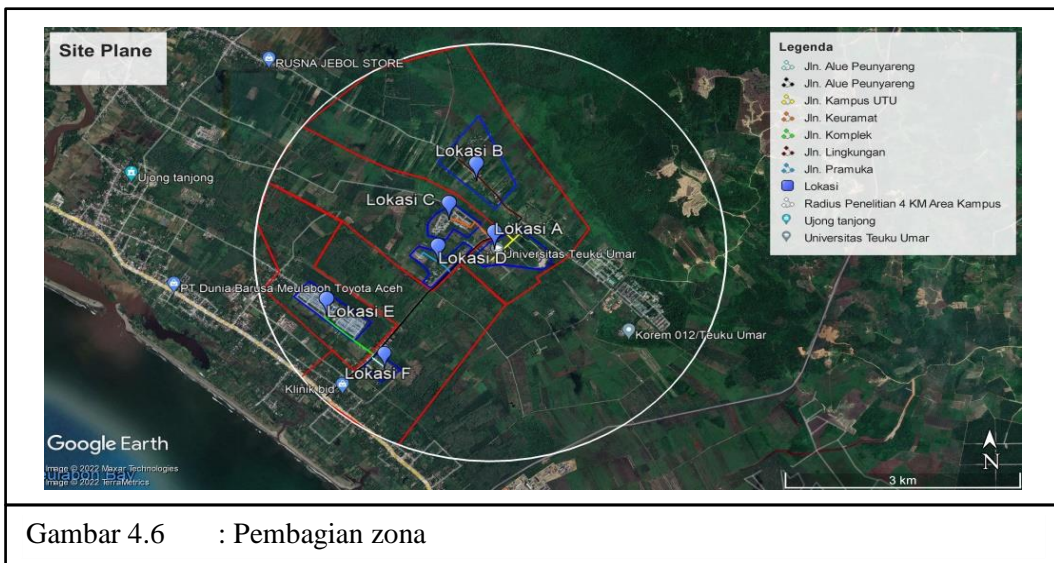 Site Plane
RUSNA JEBOL STORE
Legenda
Jln. Alue Peunyareng
Jln. Alue Peunyareng
Jln. Kampus UTU
Jln. Keuramat
Jln. Komplek
Jln. Lingkungan
Jln. Pramuka
Lokasi
Radius Penelitian 4 KM Area Kampus
Ujong tanjong
Universitas Teuku Umar
Lokasi B
Ujong tanjong
Lokasi C
Lokasi A
Universitas Teuku Umar
Lokasi D
PT Dunia Barusa Meulaboh Toyota Aceh
Lokasi E
Korem 012/Teuku Umar
Lokasi F
Klinik bid
Google Earth
Image © 2022 Maxar Technologies
Image © 2022 TerraMetrics
N
3 km
Gambar 4.6 : Pembagian zona